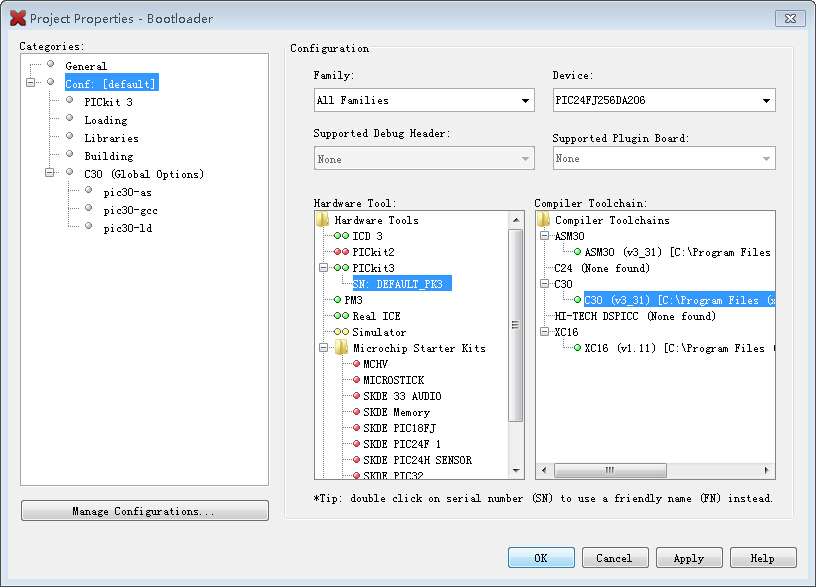 Project Properties - Bootloader
Categories:
General
Conf: [default]
PICkit 3
Loading
Libraries
Building
C30 (Global Options)
pic30-as
pic30-gcc
pic30-ld
Manage Configurations...
Configuration
Family:
All Families
Device:
PIC24FJ256DA206
Supported Debug Header:
None
Supported Plugin Board:
None
Hardware Tool:
Hardware Tools
ICD 3
PICkit2
PICkit3
SN: DEFAULT_PK3
PM3
Real ICE
Simulator
Microchip Starter Kits
MCHV
MICROSTICK
SKDE 33 AUDIO
SKDE Memory
SKDE PIC18FJ
SKDE PIC24F 1
SKDE PIC24H SENSOR
SKDE PIC32
Compiler Toolchain:
Compiler Toolchains
ASM30
ASM30 (v3_31) [C:\Program Files
C24 (None found)
C30
C30 (v3_31) [C:\Program Files (x
HI-TECH DSPICC (None found)
XC16
XC16 (v1.11) [C:\Program Files (
*Tip: double click on serial number (SN) to use a friendly name (FN) instead.
OK
Cancel
Apply
Help